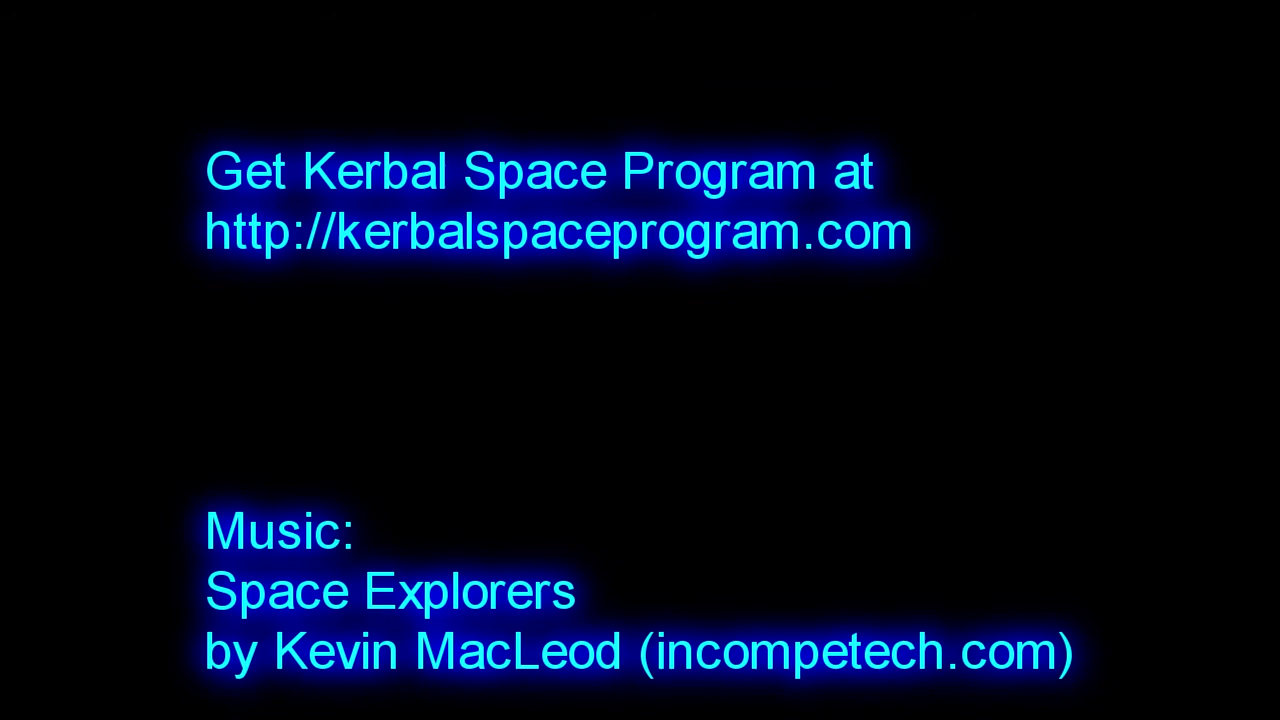 Get Kerbal Space Program at
http://kerbalspaceprogram.com
Music:
Space Explorers
by Kevin MacLeod (incompetech.com)